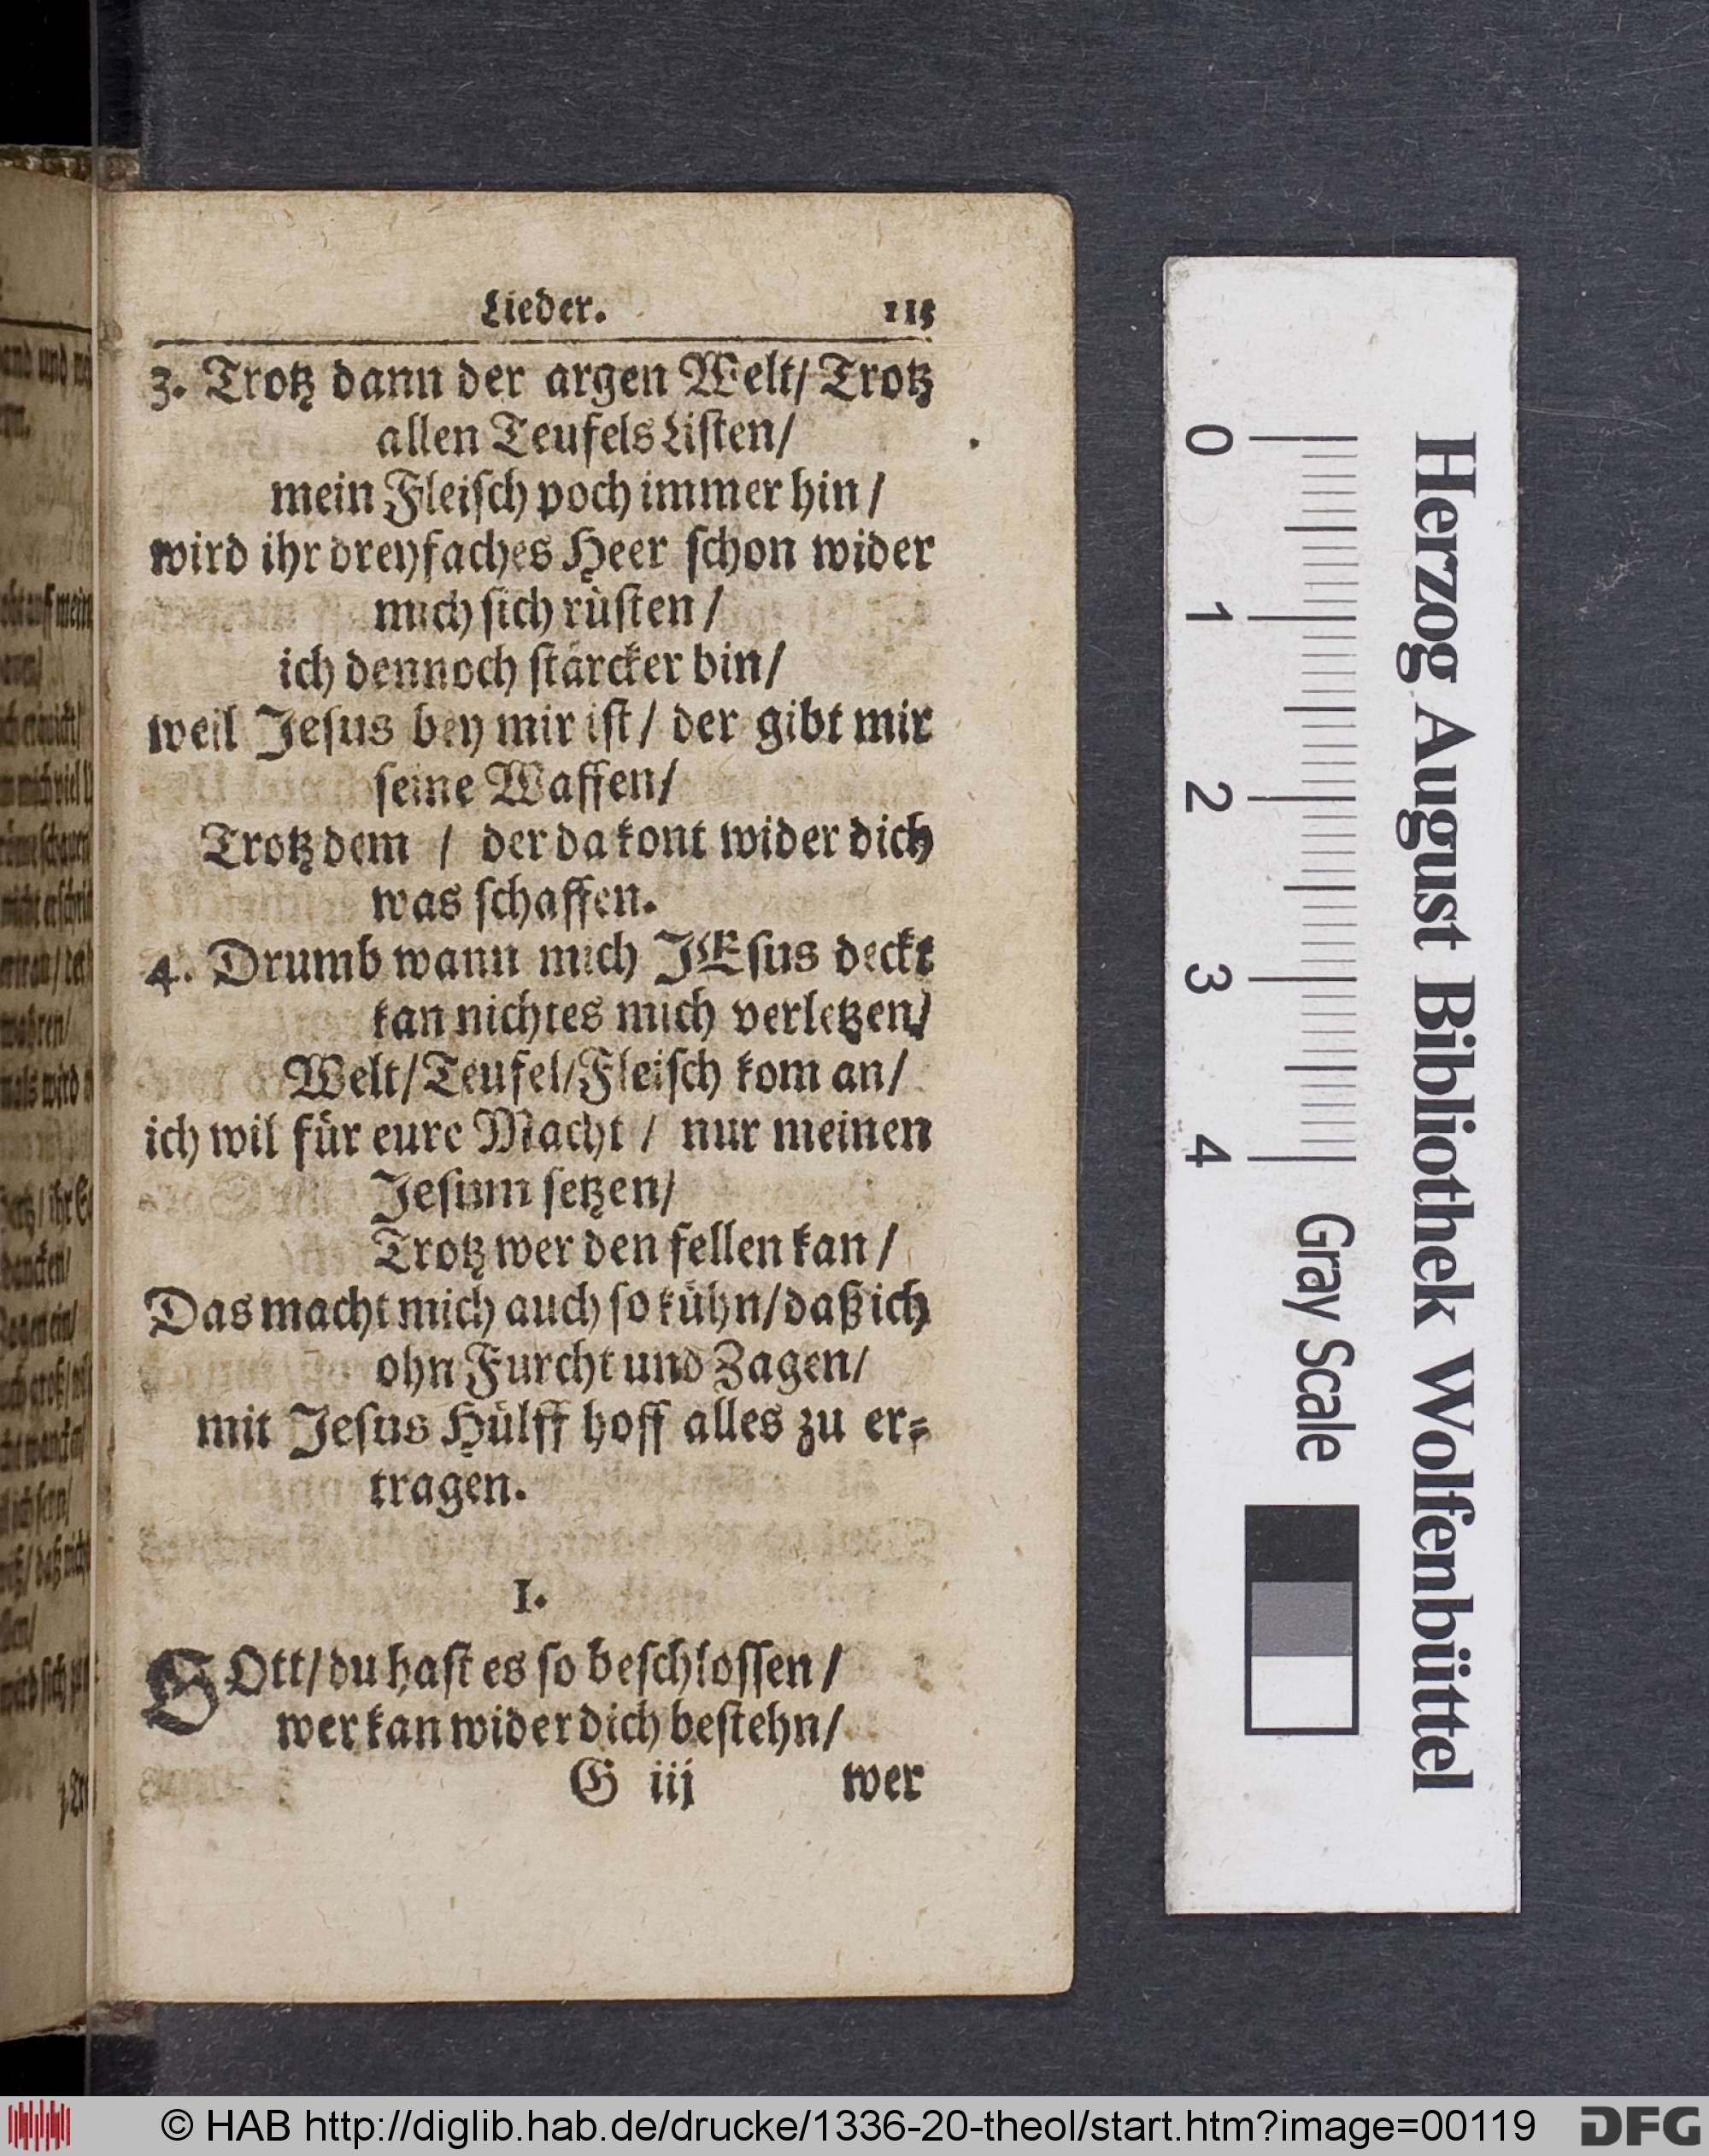 Lieder. 115
3. Trotz dann der argen Welt/ Trotz
allen Teufels Liſten/
mein Fleiſch poch immer hin /
wird ihr dreyfaches Heer ſchon wider
mich ſich rüſten /
ich dennoch ſtärcker bin/
weil Jeſus bey mir iſt / der gibt mir
ſeine Waffen/
Trotz dem / der da kont wider dich
was ſchaffen.
4. Drumb wann mich JEſus deckt
kan nichtes mich verletzen/
Welt/Teufel/Fleiſch kom an/
ich wil für eure Macht / nur meinen
Jeſum ſetzen/
Trotz wer den fellen kan /
Das macht mich auch ſo kühn/daß ich
ohn Furcht und Zagen/
mit Jeſus Hülff hoff alles zu er⸗
tragen.
I.
GOtt/du haſt es ſo beſchloſſen /
wer kan wider dich beſtehn/
G iij wer
Herzog August Bibliothek Wolfenbüttel
0 1 2 3 4 Gray Scale
© HAB http://diglib.hab.de/drucke/1336-20-theol/start.htm?image=00119
DFG